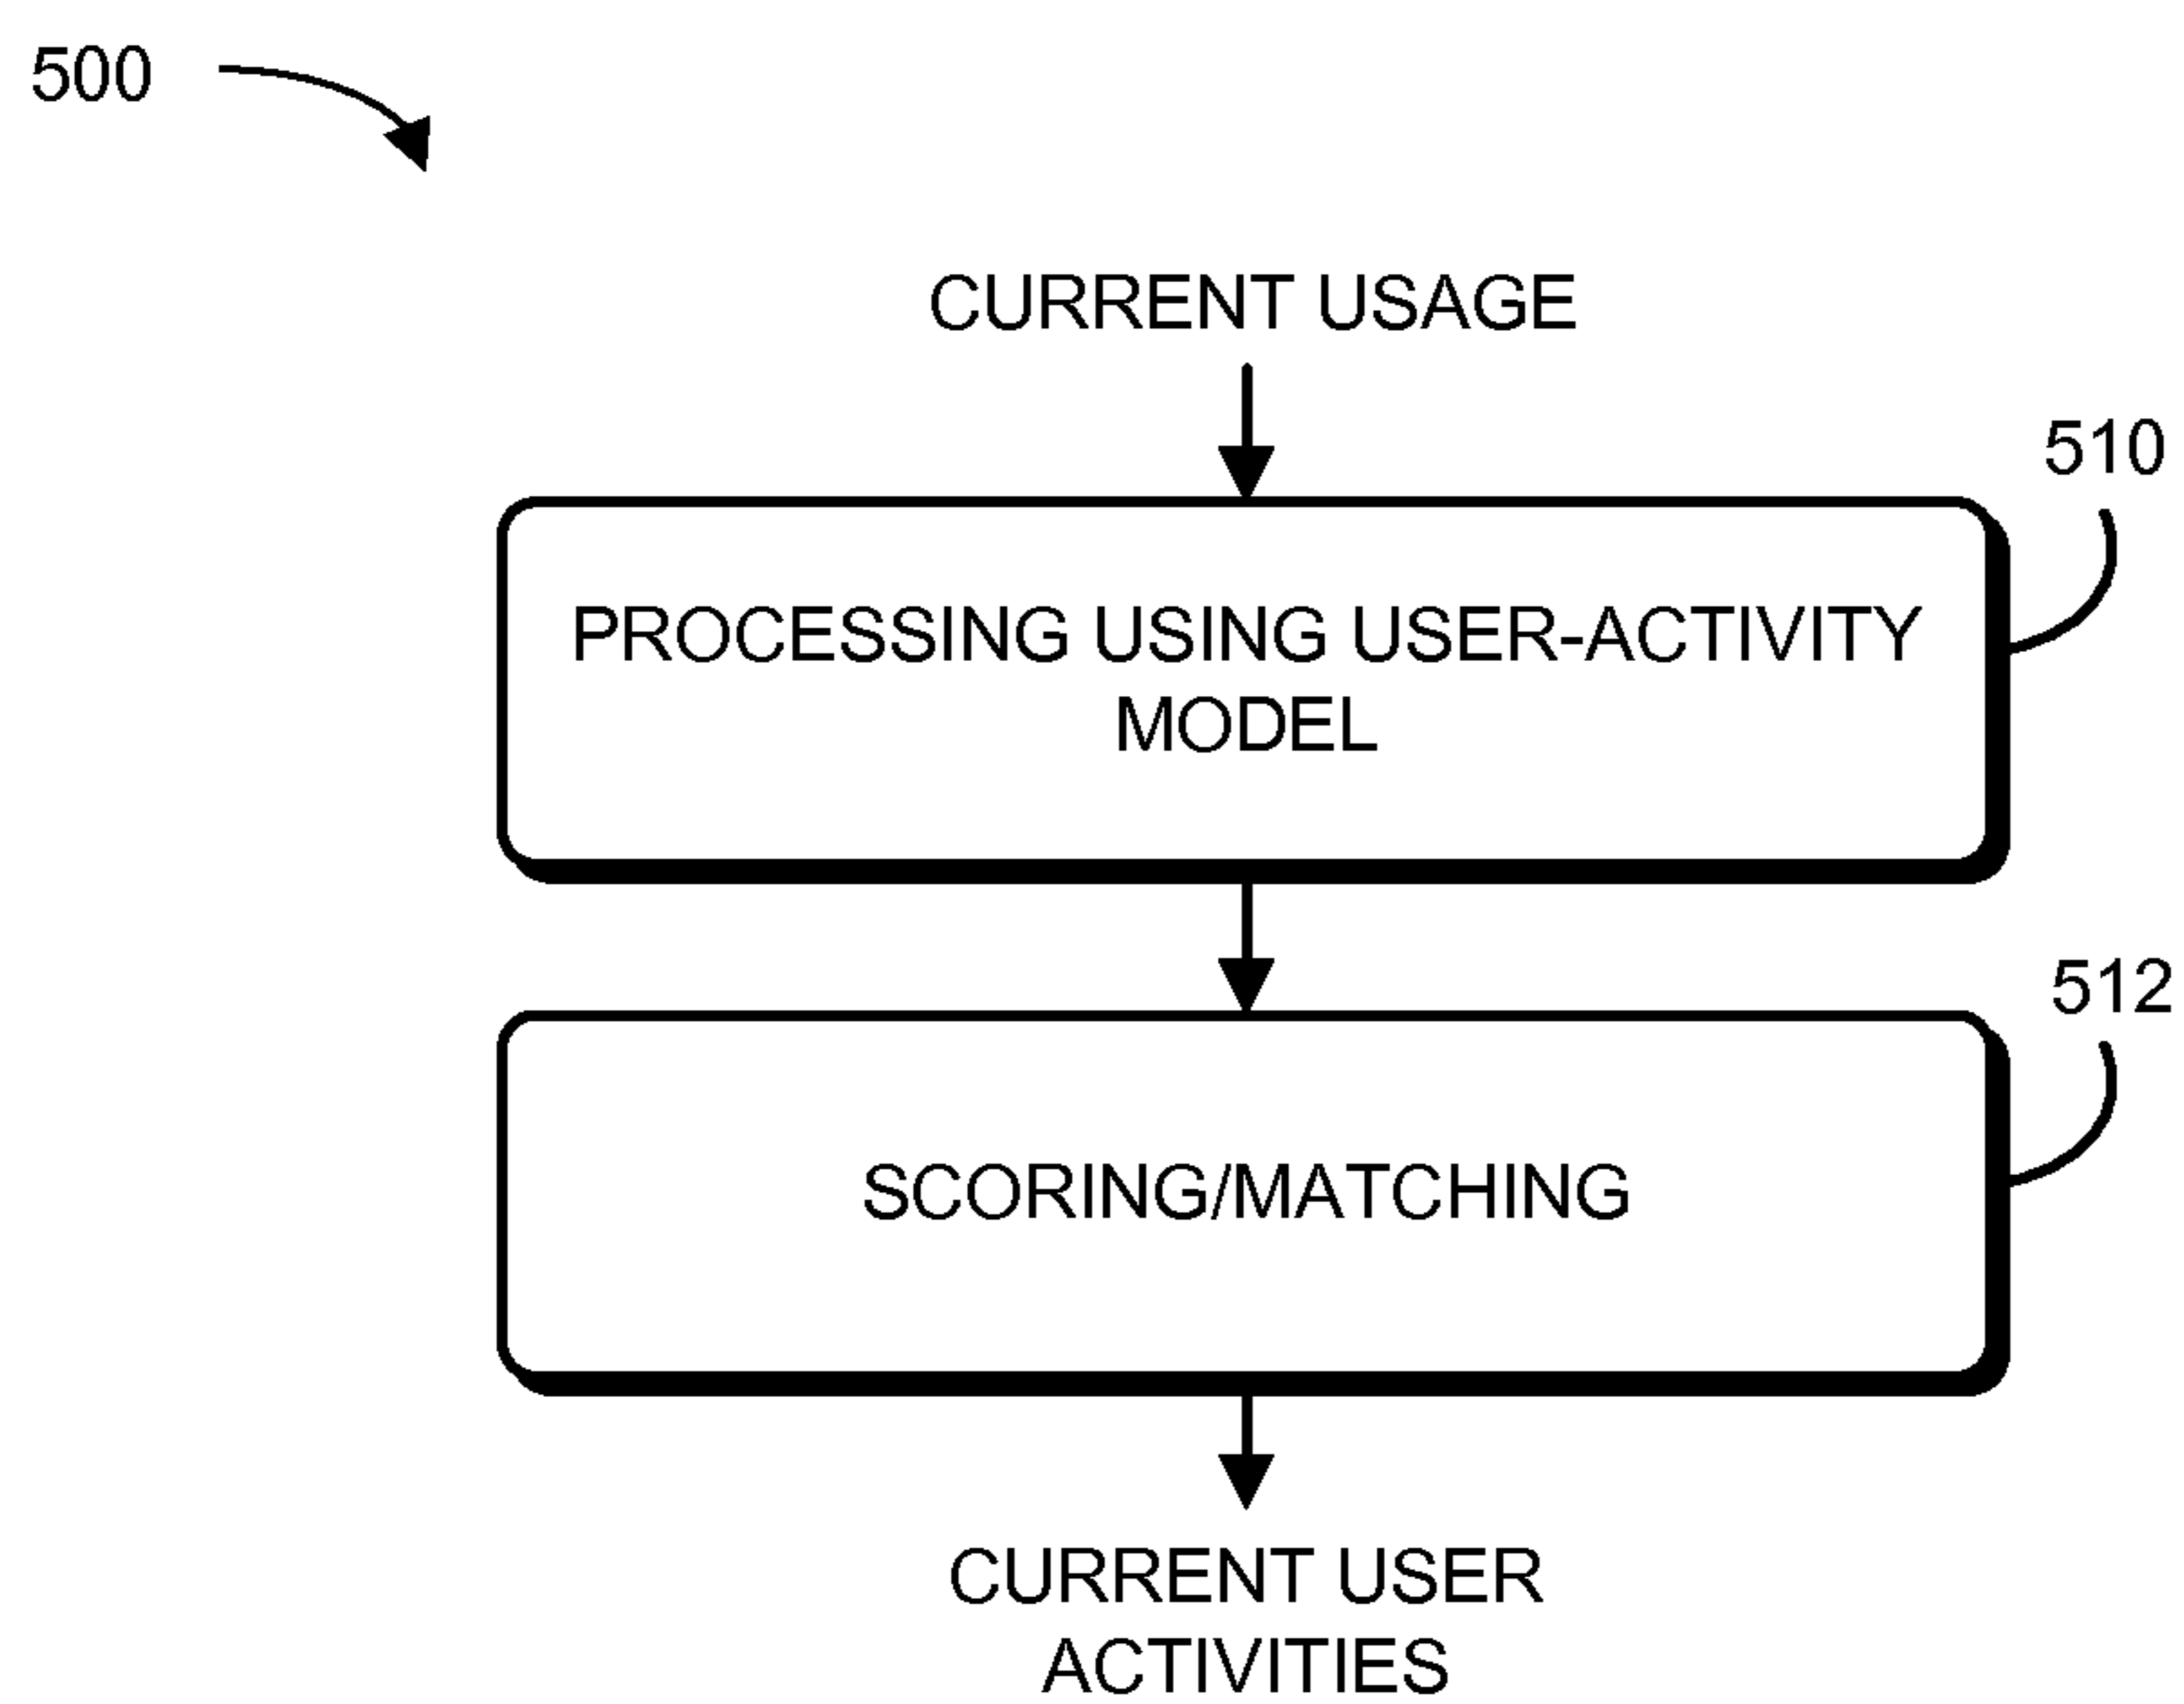 500
CURRENT USAGE
510
PROCESSING USING USER-ACTIVITY
MODEL
512
SCORING/MATCHING
CURRENT USER
ACTIVITIES